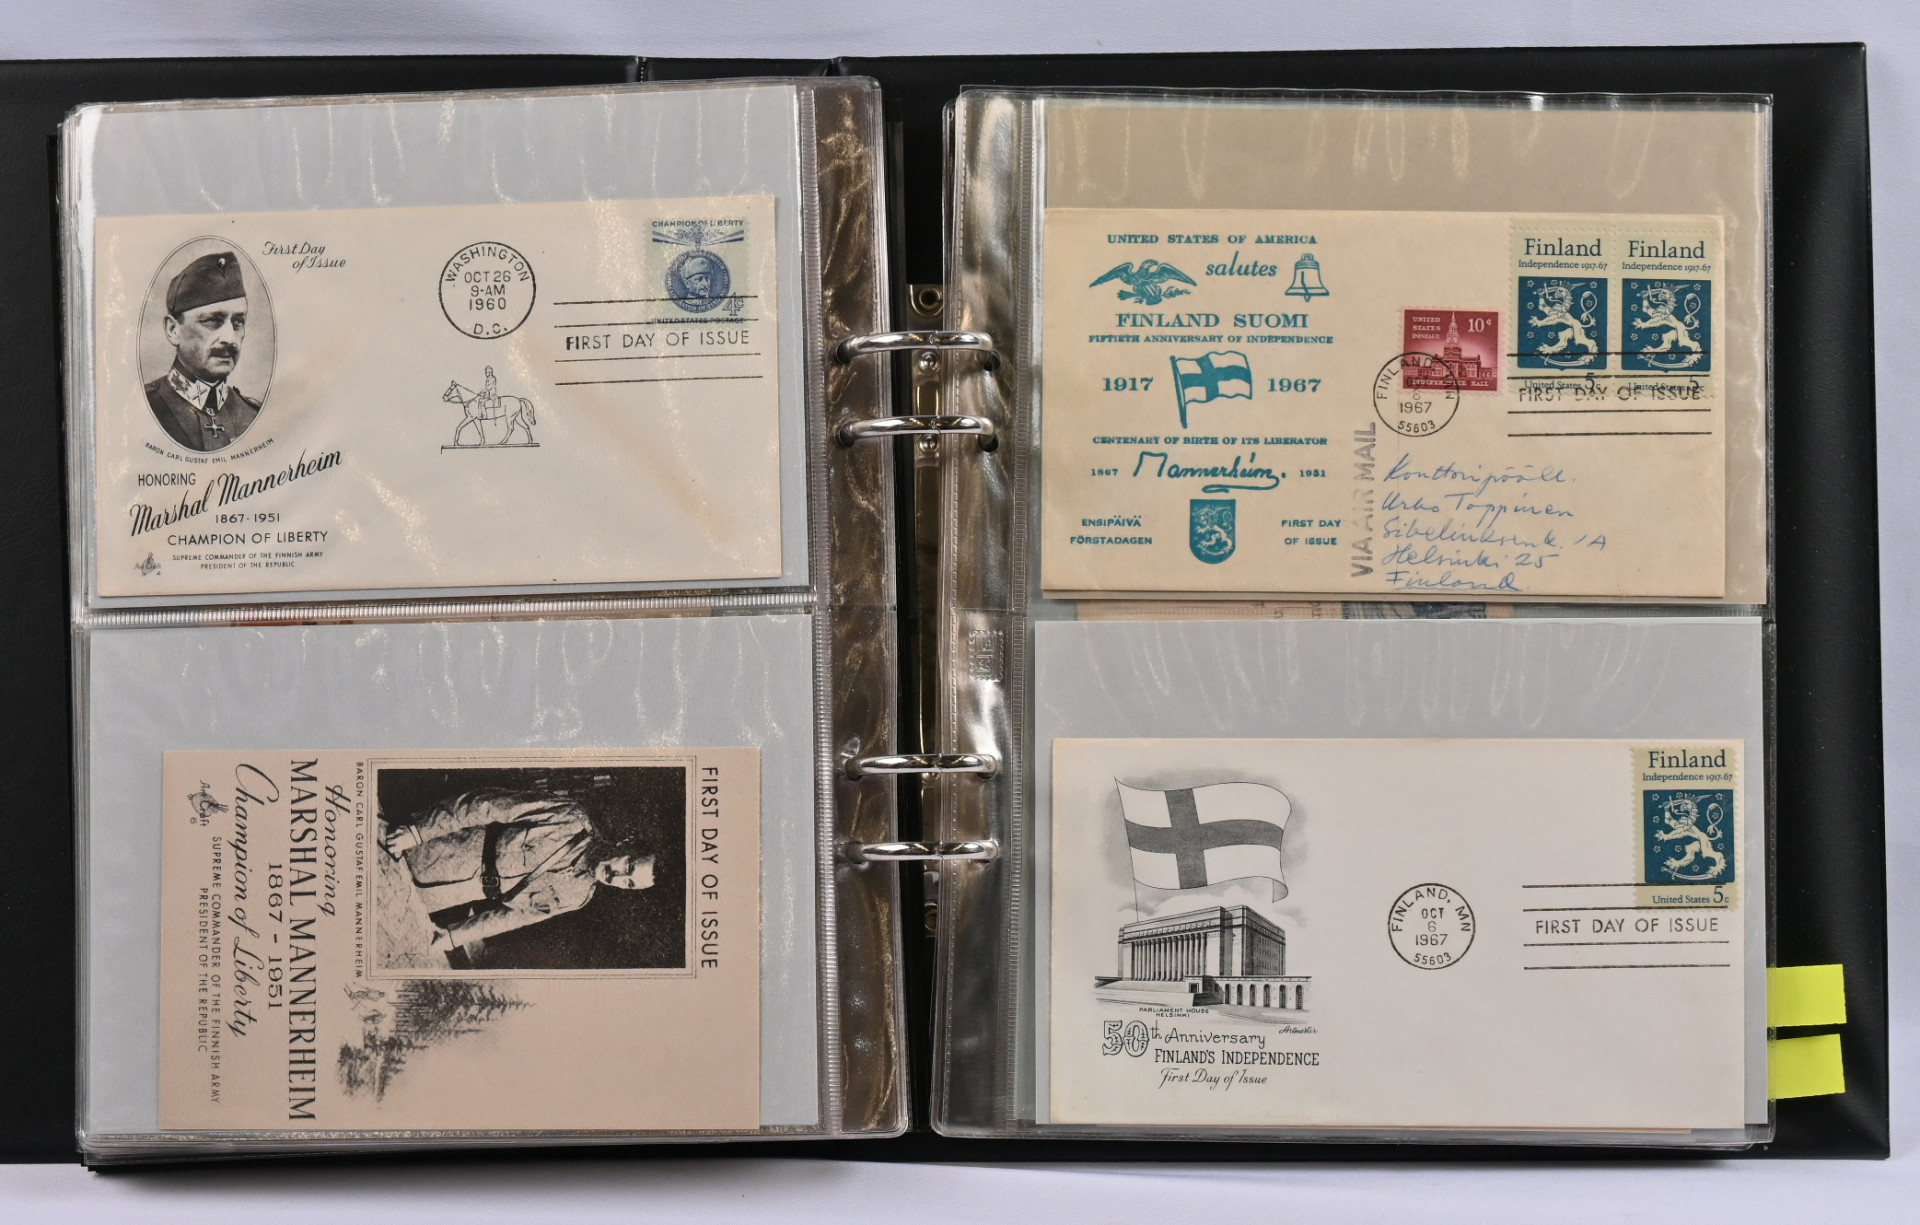 First Day
of Issue
WASHINGTON
OCT 26
9-AM
1960
D.C.
CHAMPION OF LIBERTY
4¢
UNITED STATES POSTAGE
FIRST DAY OF ISSUE
BARON CARL GUSTAF EMIL MANNERHEIM
HONORING
Marshal Mannerheim
1867-1951
CHAMPION OF LIBERTY
SUPREME COMMANDER OF THE FINNISH ARMY
PRESIDENT OF THE REPUBLIC
ArtCraft
FIRST DAY OF ISSUE
BARON CARL GUSTAF EMIL MANNERHEIM
Honoring
MARSHAL MANNERHEIM
1867-1951
Champion of Liberty
SUPREME COMMANDER OF THE FINNISH ARMY
PRESIDENT OF THE REPUBLIC
ArtCraft
UNITED STATES OF AMERICA
salutes
FINLAND SUOMI
FIFTIETH ANNIVERSARY OF INDEPENDENCE
1917 1967
CENTENARY OF BIRTH OF ITS LIBERATOR
1867 Mannerheim. 1951
ENSIPÄIVÄ
FÖRSTADAGEN
FIRST DAY
OF ISSUE
UNITED
STATES
POSTAGE
10¢
INDEPENDENCE HALL
Finland
Independence 1917-67
United States 5c
Finland
Independence 1917-67
United States 5c
FINLAND, MN
6
1967
55603
FIRST DAY OF ISSUE
VIA AIR MAIL
Urho Toppinen
Helsinki 25
Finland
Finland
Independence 1917-67
United States 5c
FINLAND, MN
OCT
6
1967
55603
FIRST DAY OF ISSUE
PARLIAMENT HOUSE
HELSINKI
Artmaster
50th Anniversary
FINLAND'S INDEPENDENCE
First Day of Issue